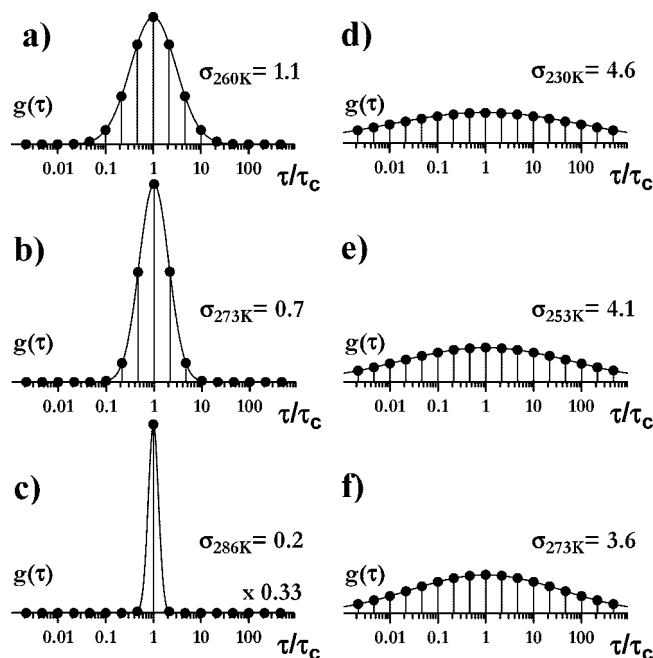 a)
σ260K= 1.1
g(τ)
0.01 0.1 1 10 100
τ/τc
b)
σ273K= 0.7
g(τ)
0.01 0.1 1 10 100
τ/τc
c)
σ286K= 0.2
g(τ)
x 0.33
0.01 0.1 1 10 100
τ/τc
d)
σ230K= 4.6
g(τ)
0.01 0.1 1 10 100
τ/τc
e)
σ253K= 4.1
g(τ)
0.01 0.1 1 10 100
τ/τc
f)
σ273K= 3.6
g(τ)
0.01 0.1 1 10 100
τ/τc